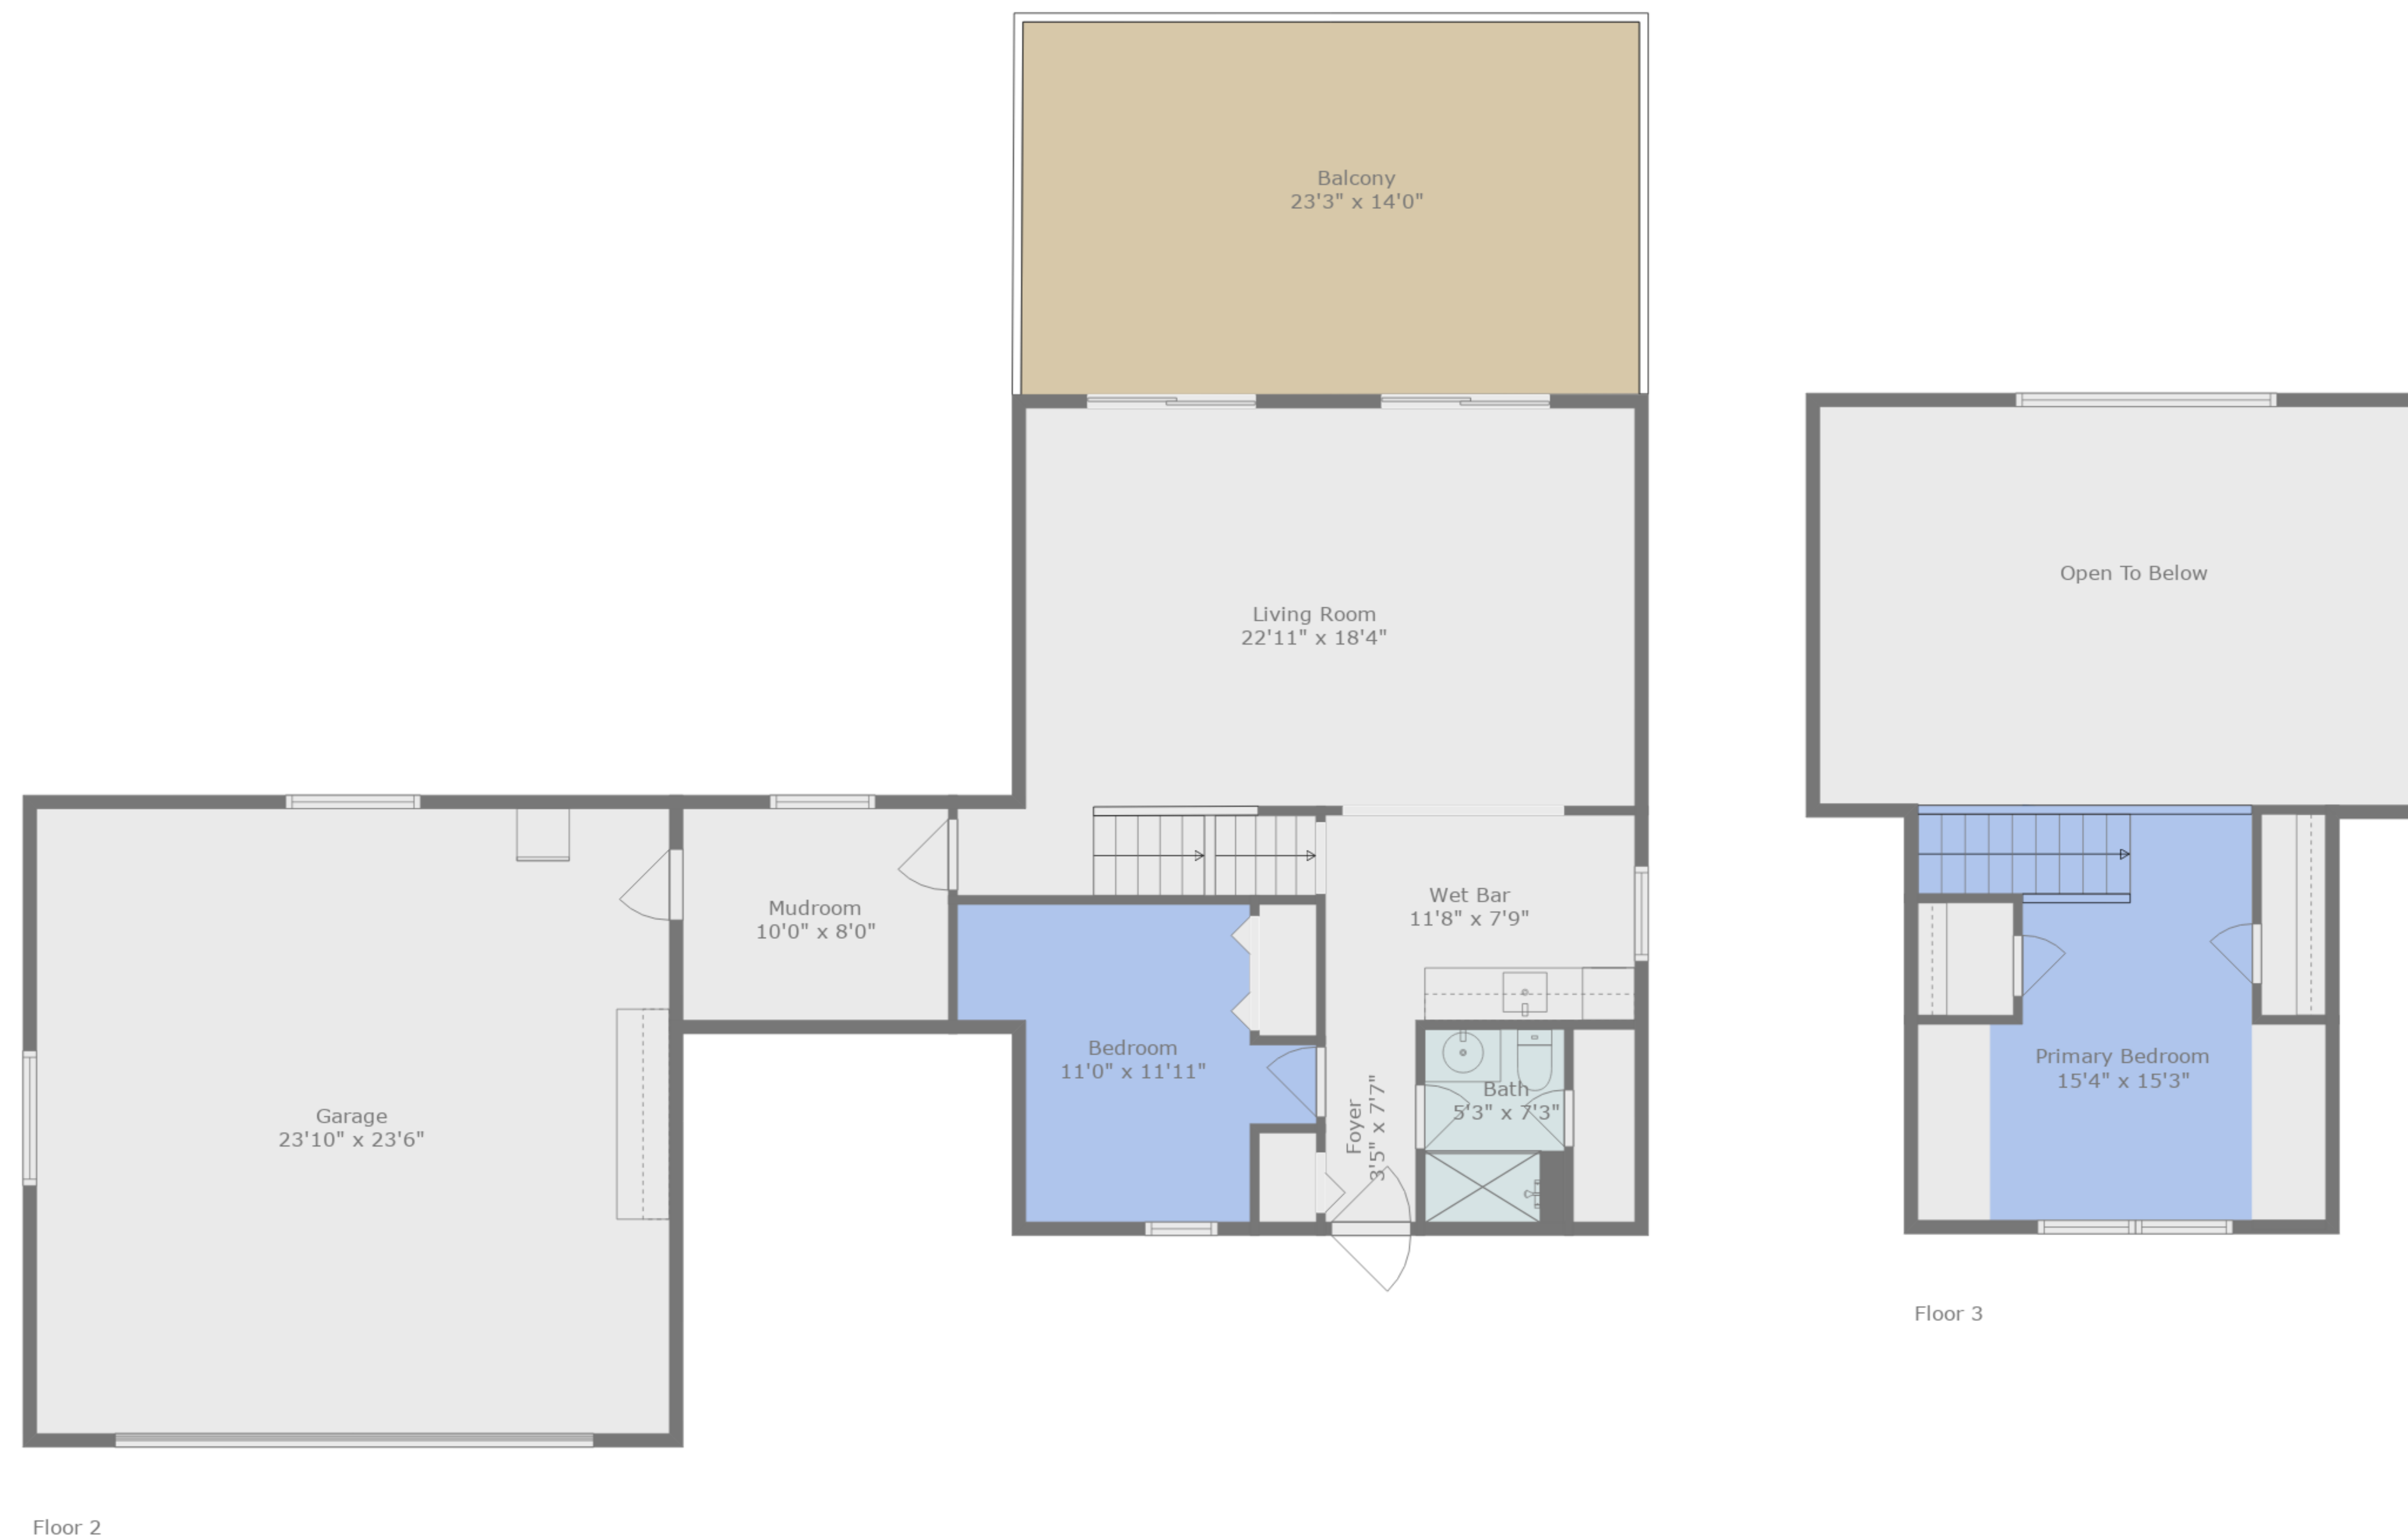 Balcony
23'3" x 14'0"
Open To Below
Living Room
22'11" x 18'4"
Wet Bar
11'8" x 7'9"
Mudroom
10'0" x 8'0"
Bedroom
11'0" x 11'11"
Primary Bedroom
15'4" x 15'3"
Bath
5'3" x 7'3"
Foyer
3'5" x 7'7"
Garage
23'10" x 23'6"
Floor 3
Floor 2